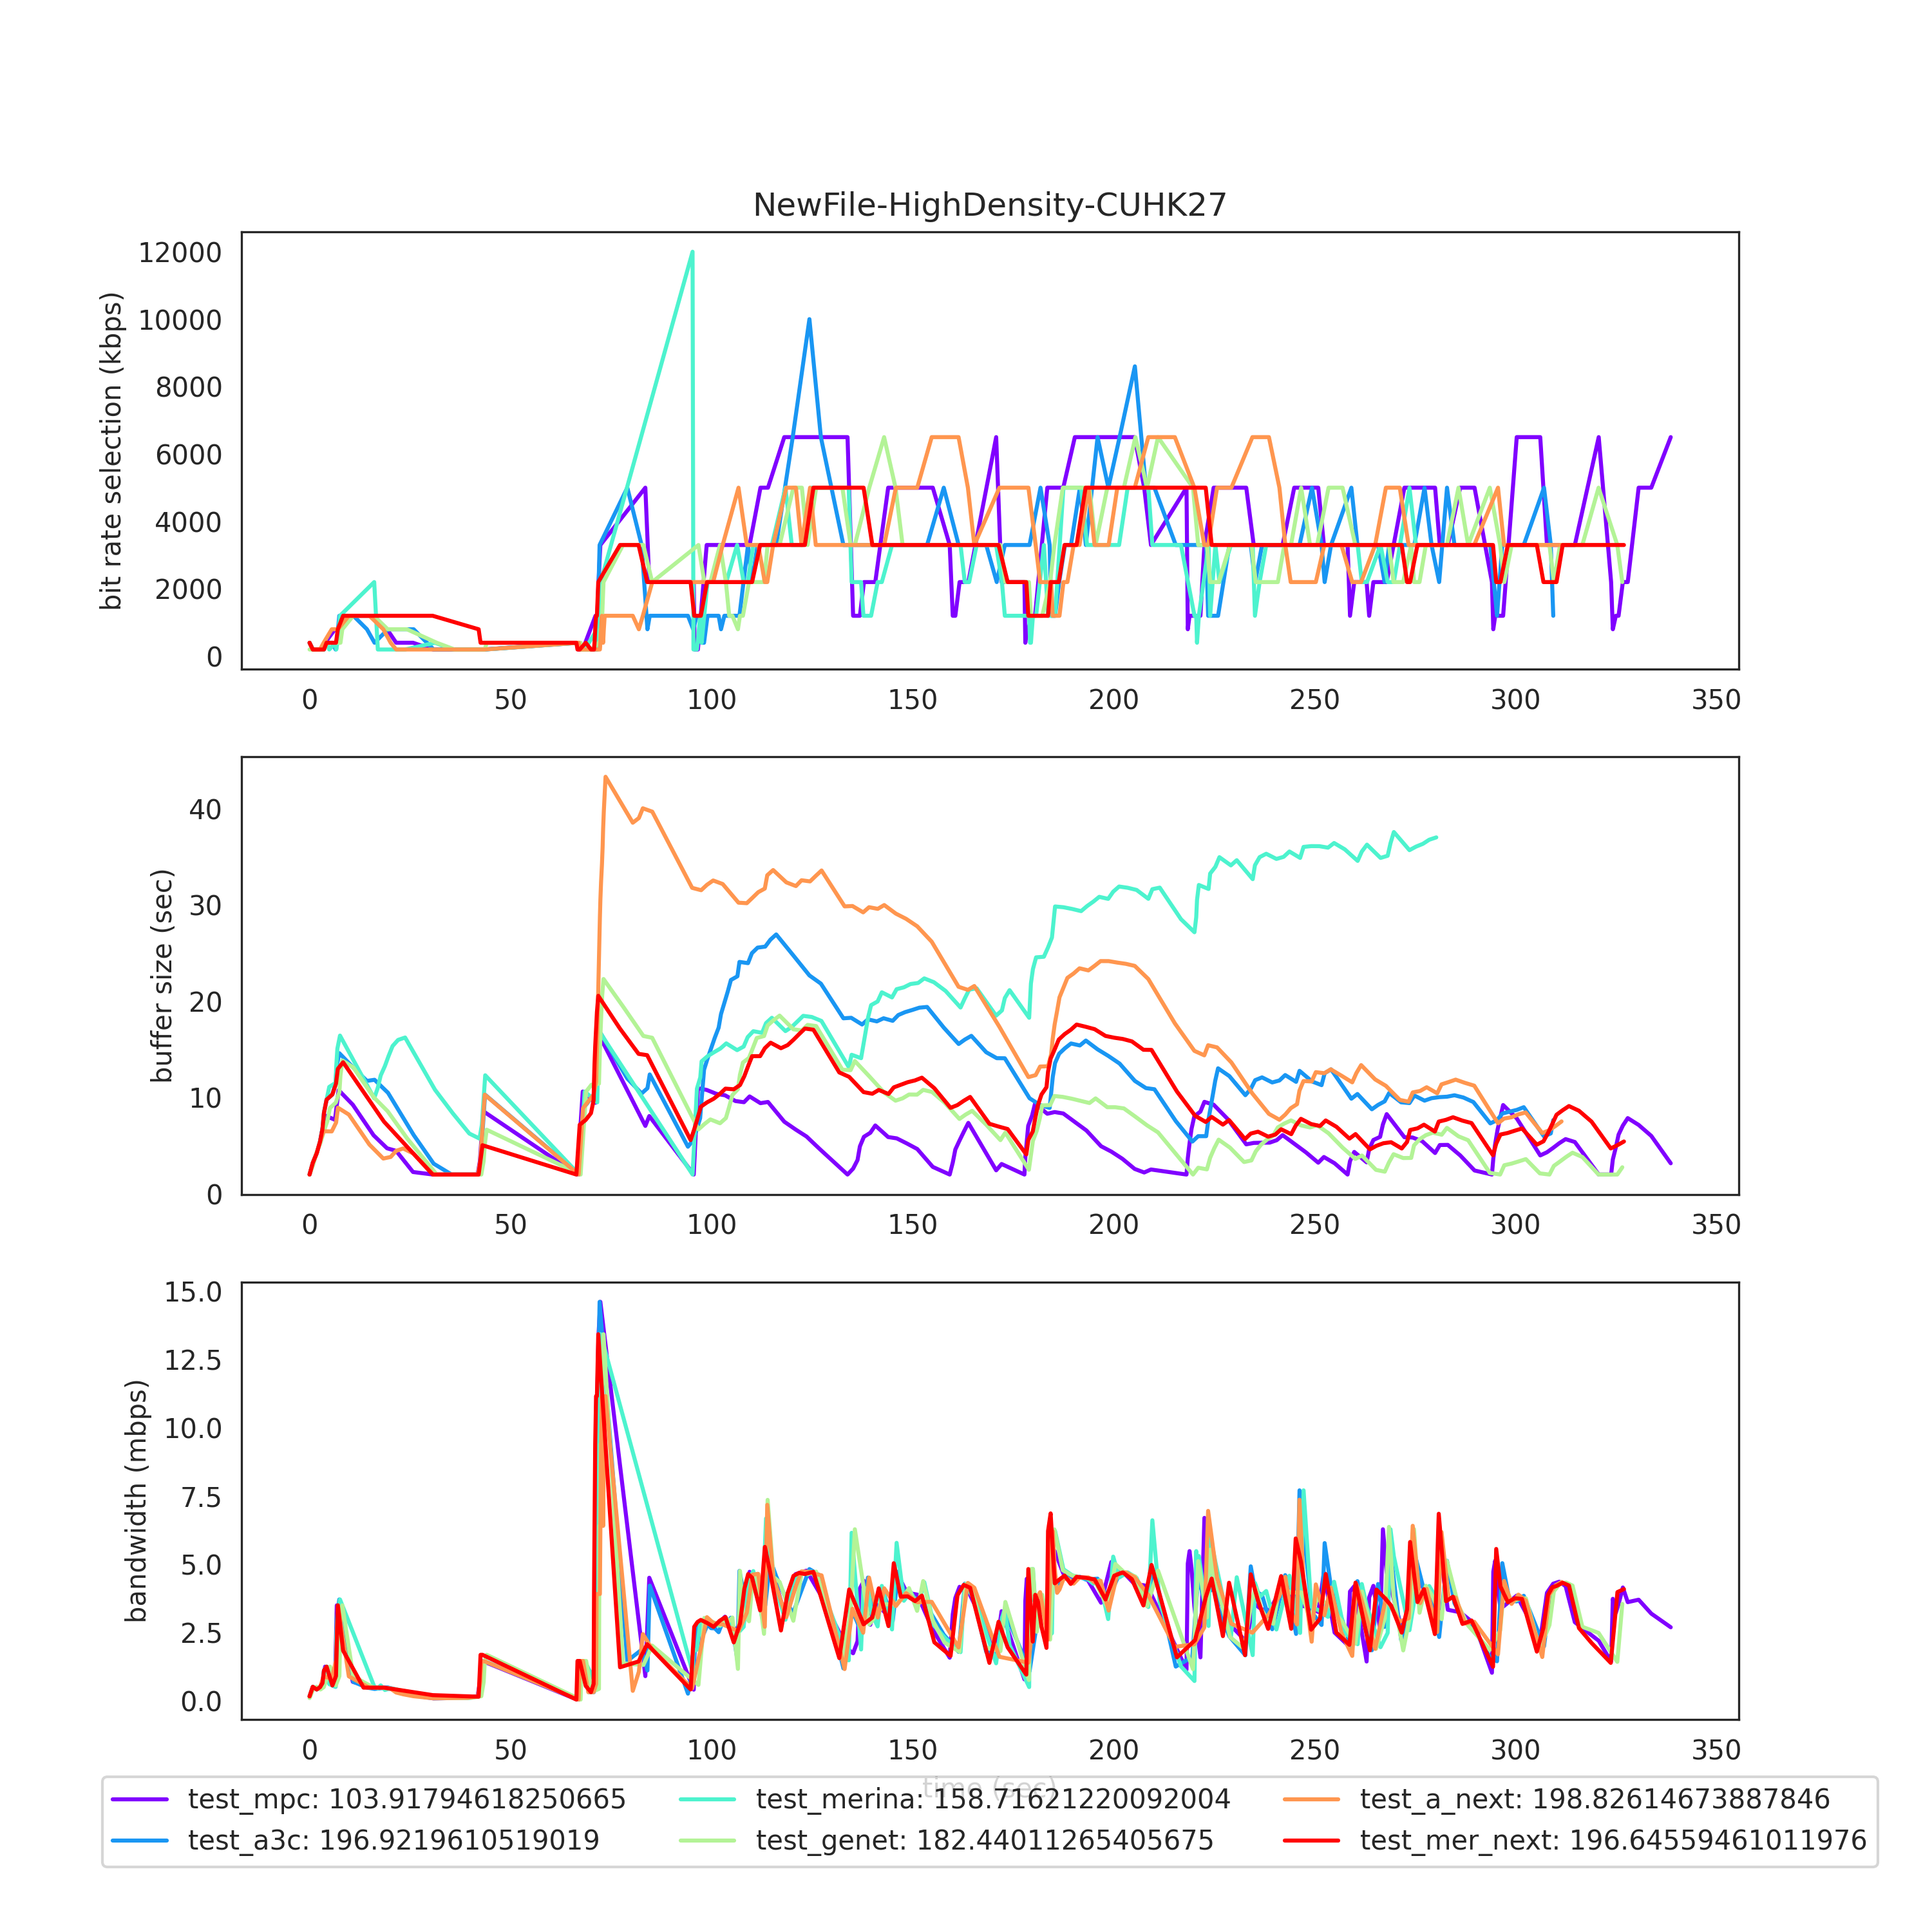 NewFile-HighDensity-CUHK27
bit rate selection (kbps)
12000
10000
8000
6000
4000
2000
0
0 50 100 150 200 250 300 350
buffer size (sec)
40
30
20
10
0
0 50 100 150 200 250 300 350
bandwidth (mbps)
15.0
12.5
10.0
7.5
5.0
2.5
0.0
0 50 100 150 200 250 300 350
time (sec)
test_mpc: 103.91794618250665 test_merina: 158.71621220092004 test_a_next: 198.82614673887846
test_a3c: 196.9219610519019 test_genet: 182.44011265405675 test_mer_next: 196.64559461011976